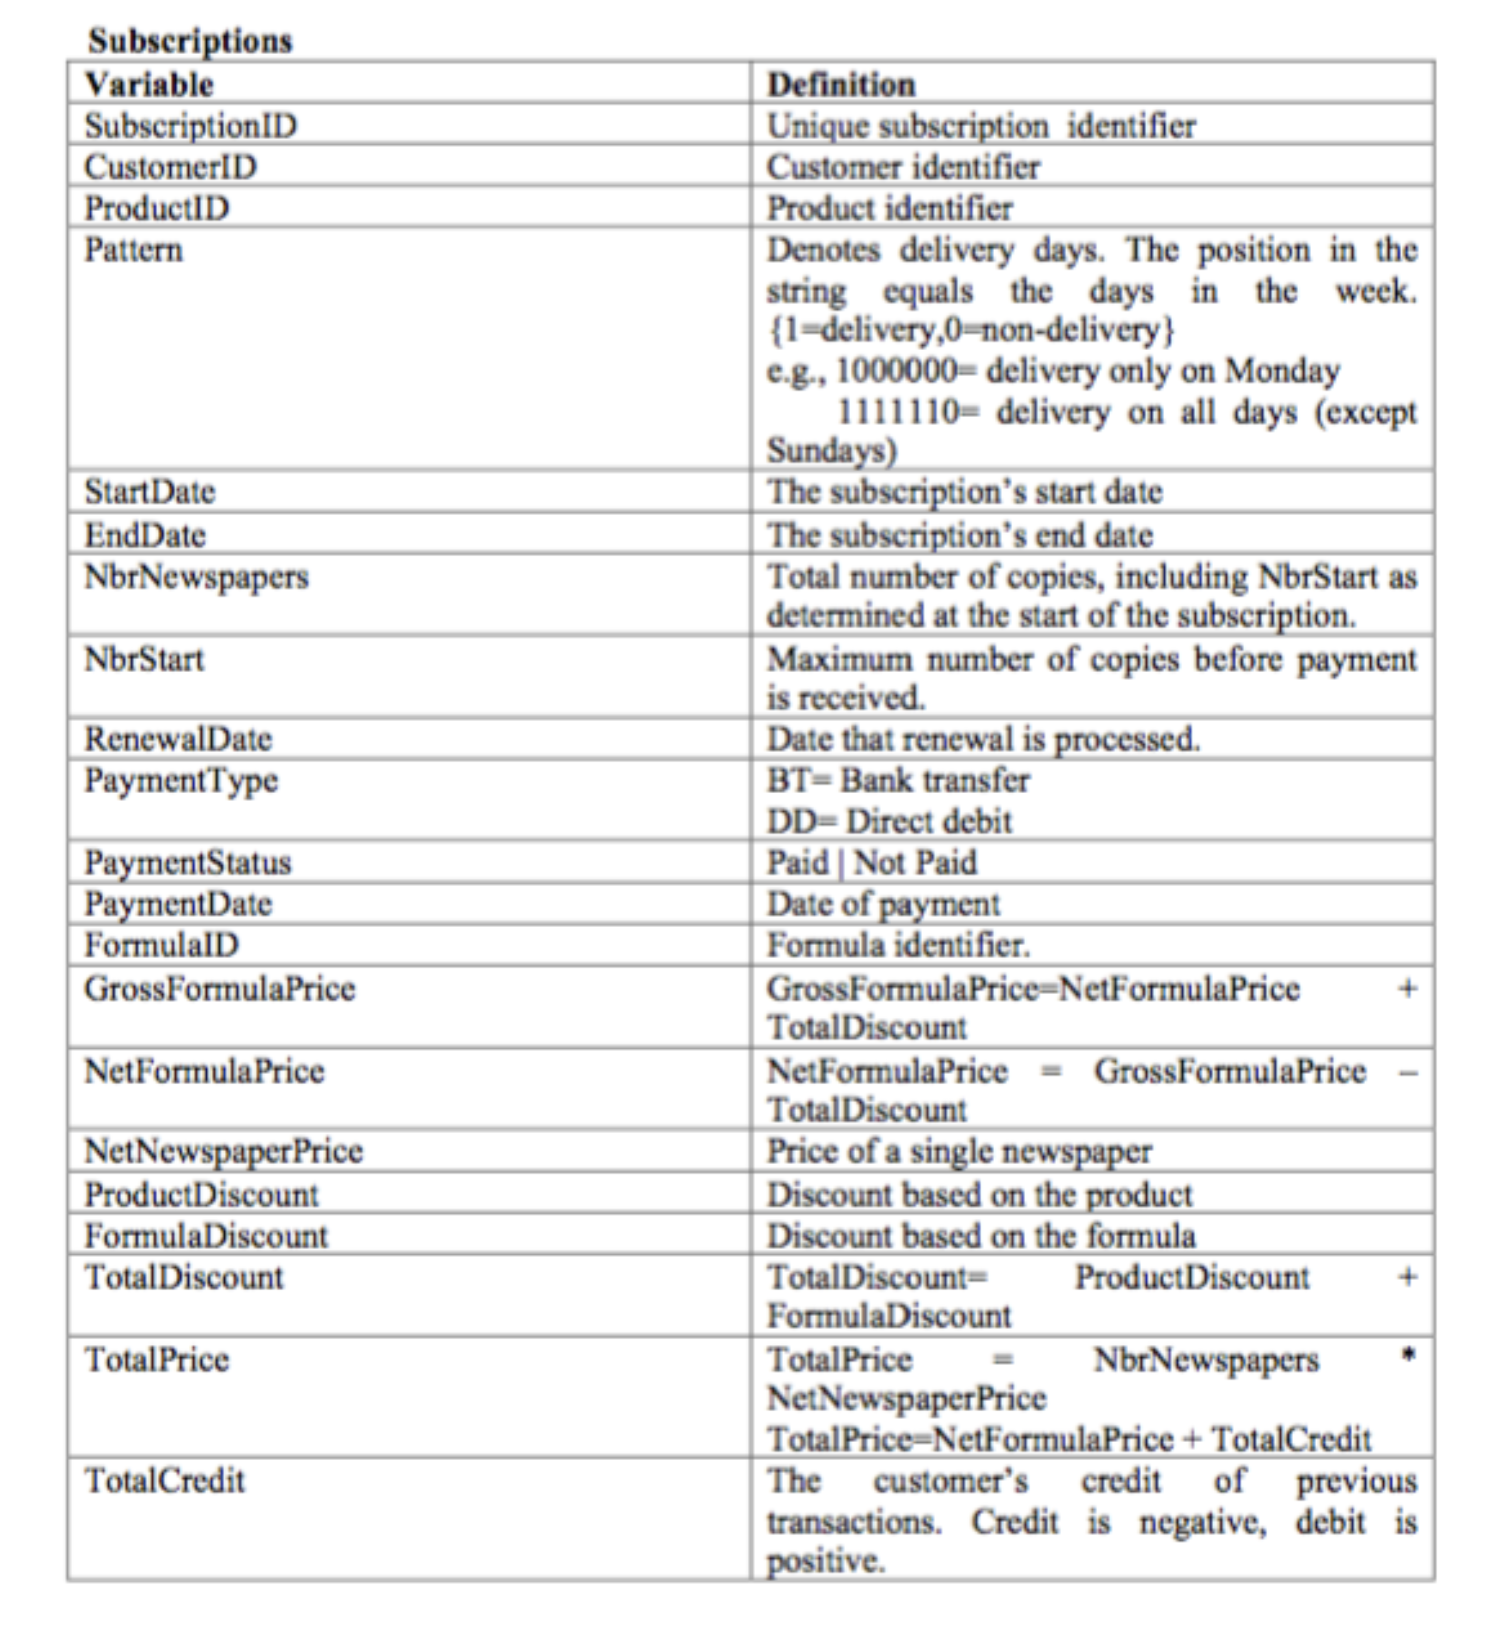 Subscriptions
Variable Definition
SubscriptionID Unique subscription identifier
CustomerID Customer identifier
ProductID Product identifier
Pattern Denotes delivery days. The position in the
string equals the days in the week.
{1=delivery,0=non-delivery}
e.g., 1000000= delivery only on Monday
1111110= delivery on all days (except
Sundays)
StartDate The subscription's start date
EndDate The subscription's end date
NbrNewspapers Total number of copies, including NbrStart as
determined at the start of the subscription.
NbrStart Maximum number of copies before payment
is received.
RenewalDate Date that renewal is processed.
PaymentType BT= Bank transfer
DD= Direct debit
PaymentStatus Paid | Not Paid
PaymentDate Date of payment
FormulaID Formula identifier.
GrossFormulaPrice GrossFormulaPrice=NetFormulaPrice +
TotalDiscount
NetFormulaPrice NetFormulaPrice = GrossFormulaPrice –
TotalDiscount
NetNewspaperPrice Price of a single newspaper
ProductDiscount Discount based on the product
FormulaDiscount Discount based on the formula
TotalDiscount TotalDiscount= ProductDiscount +
FormulaDiscount
TotalPrice TotalPrice = NbrNewspapers *
NetNewspaperPrice
TotalPrice=NetFormulaPrice + TotalCredit
TotalCredit The customer's credit of previous
transactions. Credit is negative, debit is
positive.